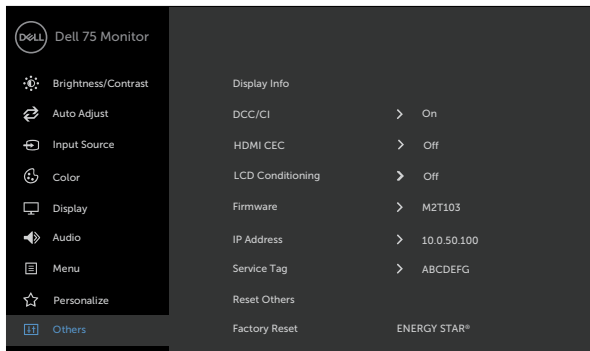 DELL
Dell 75 Monitor
Brightness/Contrast
Display Info
Auto Adjust
DCC/CI
On
Input Source
HDMI CEC
Off
Color
LCD Conditioning
Off
Display
Firmware
M2T103
Audio
IP Address
10.0.50.100
Menu
Service Tag
ABCDEFG
Personalize
Reset Others
Others
Factory Reset
ENERGY STAR®